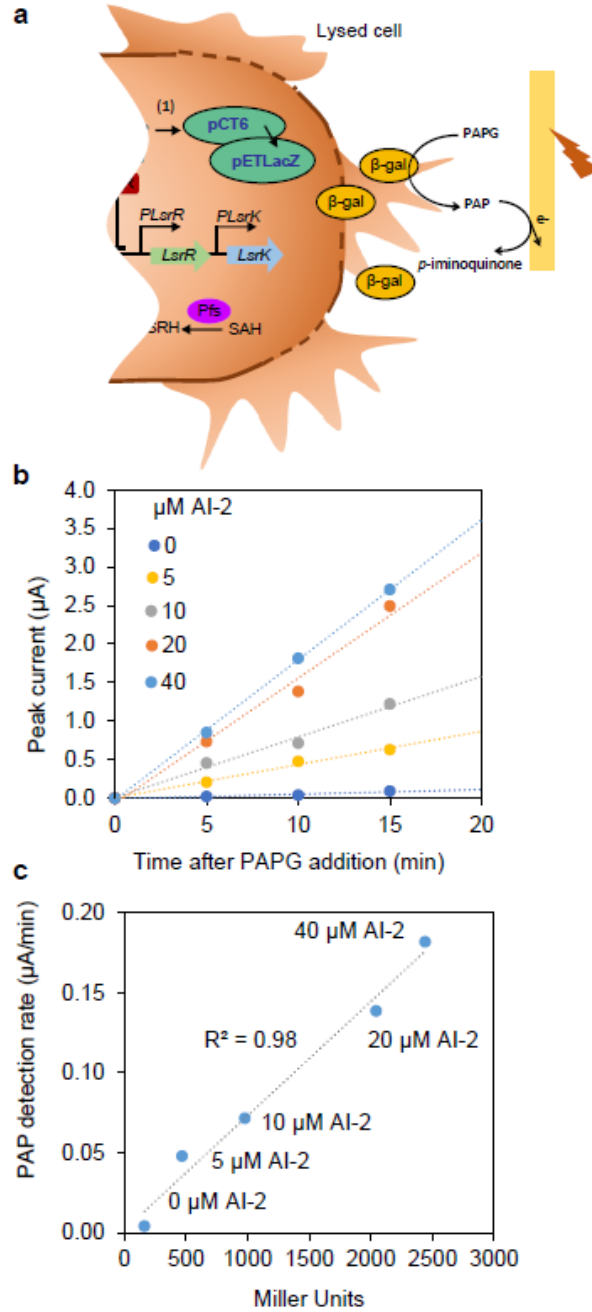 a
Lysed cell
(1)
pCT6
pETLacZ
β-gal
PAPG
β-gal
PAP
e-
PLsrR
PLsrK
LsrR
LsrK
β-gal
p-iminoquinone
Pfs
SRH
SAH
b
µM AI-2
0
5
10
20
40
4.0
3.5
3.0
2.5
2.0
1.5
1.0
0.5
0.0
Peak current (µA)
0 5 10 15 20
Time after PAPG addition (min)
c
0.20
0.15
0.10
0.05
0.00
PAP detection rate (µA/min)
40 µM AI-2
R² = 0.98
20 µM AI-2
10 µM AI-2
5 µM AI-2
0 µM AI-2
0 500 1000 1500 2000 2500 3000
Miller Units